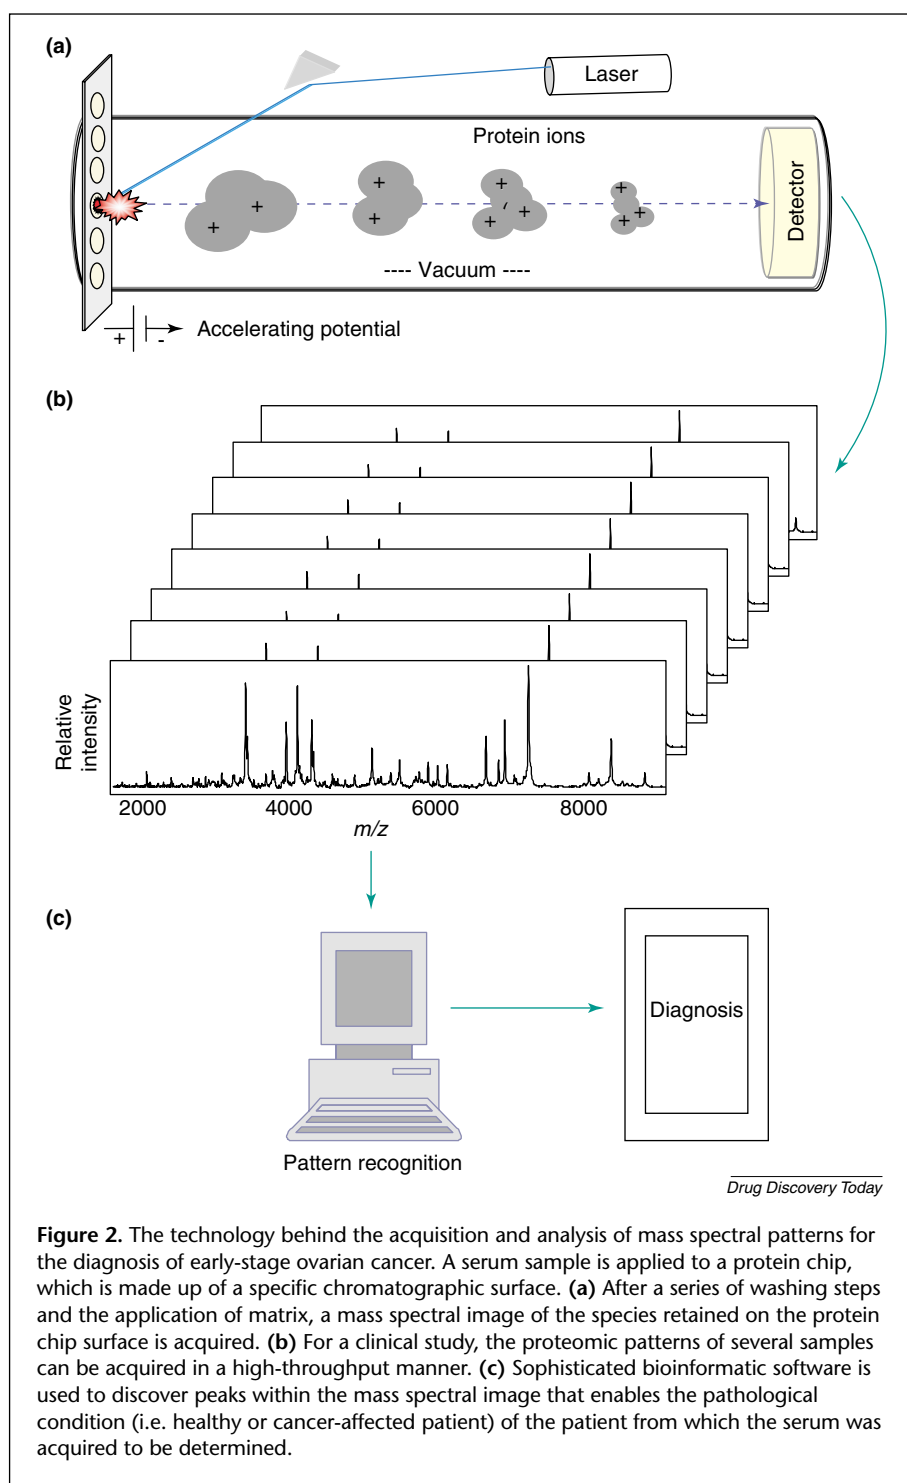 (a)
Laser
Protein ions
+ + + + + + + + + + +
Detector
---- Vacuum ----
+ - Accelerating potential
(b)
Relative
intensity
2000 4000 6000 8000
m/z
(c)
Diagnosis
Pattern recognition
Drug Discovery Today
Figure 2. The technology behind the acquisition and analysis of mass spectral patterns for
the diagnosis of early-stage ovarian cancer. A serum sample is applied to a protein chip,
which is made up of a specific chromatographic surface. (a) After a series of washing steps
and the application of matrix, a mass spectral image of the species retained on the protein
chip surface is acquired. (b) For a clinical study, the proteomic patterns of several samples
can be acquired in a high-throughput manner. (c) Sophisticated bioinformatic software is
used to discover peaks within the mass spectral image that enables the pathological
condition (i.e. healthy or cancer-affected patient) of the patient from which the serum was
acquired to be determined.